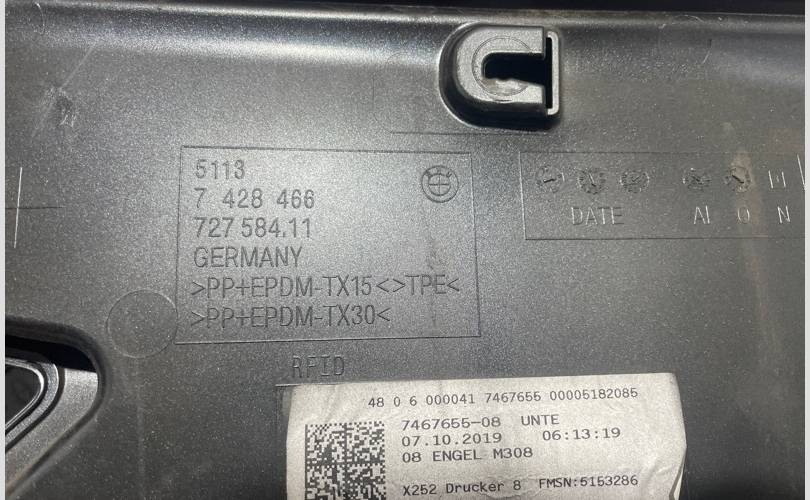 5113
7 428 466
727 584.11
GERMANY
>PP+EPDM-TX15<>TPE<
>PP+EPDM-TX30<
DATE AI O N
RFID
48 0 6 000041 7467655 00005182085
7467655-08 UNTE
07.10.2019 06:13:19
08 ENGEL M308
X252 Drucker 8 FMSN:5153286